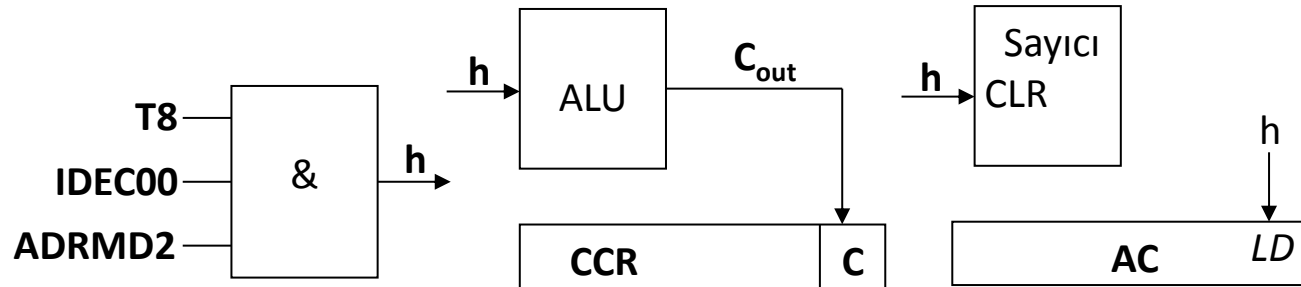 T8
IDEC00
ADRMD2
&
h
h
ALU
Cout
CCR
C
h
Sayıcı
CLR
h
LD
AC